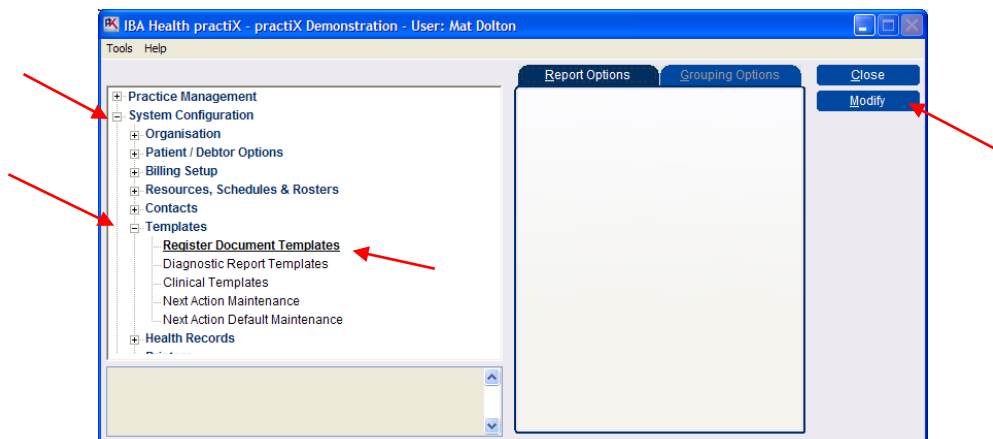 IBA Health practiX - practiX Demonstration - User: Mat Dolton
Tools Help
Report Options Grouping Options Close
Modify
Practice Management
System Configuration
Organisation
Patient / Debtor Options
Billing Setup
Resources, Schedules & Rosters
Contacts
Templates
Register Document Templates
Diagnostic Report Templates
Clinical Templates
Next Action Maintenance
Next Action Default Maintenance
Health Records